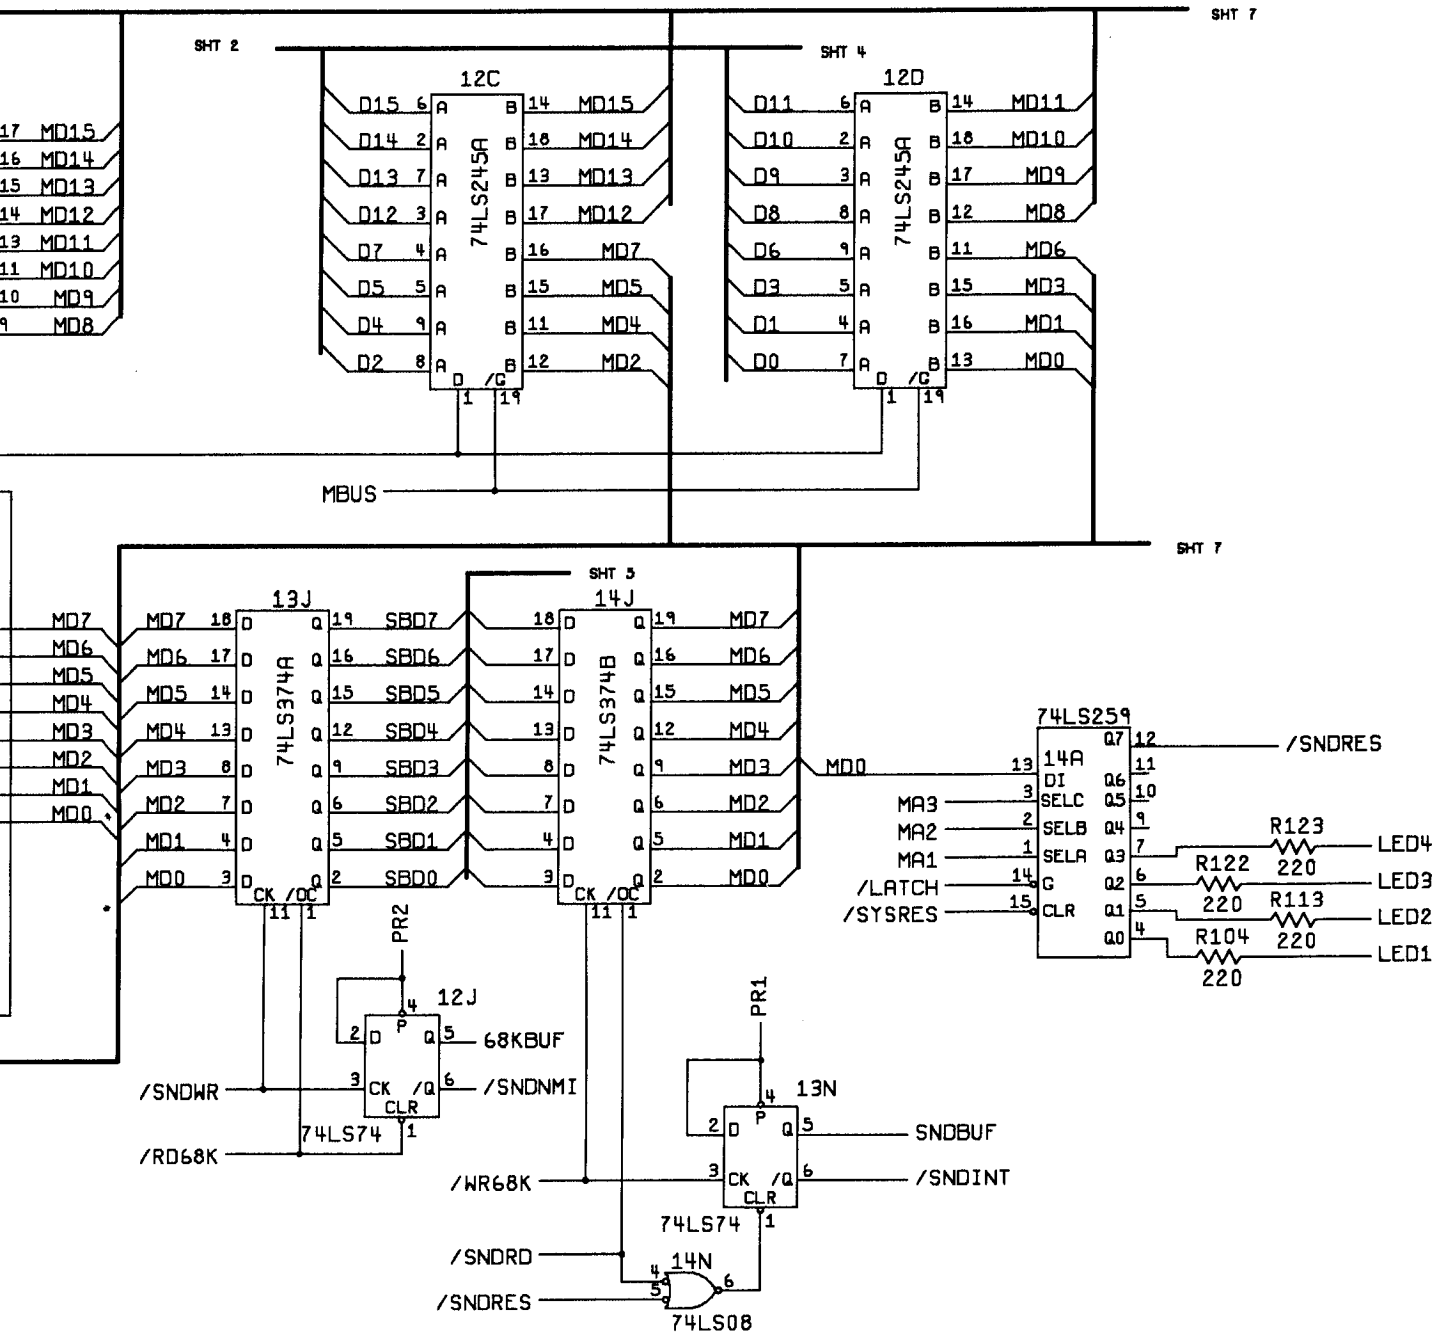 SHT 7
SHT 2
SHT 4
12C
12D
17 MD15
16 MD14
15 MD13
14 MD12
13 MD11
11 MD10
10 MD9
9 MD8
D15 6 A B 14 MD15
D14 2 A B 18 MD14
D13 7 A B 13 MD13
D12 3 A B 17 MD12
D7 4 A B 16 MD7
D5 5 A B 15 MD5
D4 9 A B 11 MD4
D2 8 A B 12 MD2
74LS245A
D /G
1 19
D11 6 A B 14 MD11
D10 2 A B 18 MD10
D9 3 A B 17 MD9
D8 8 A B 12 MD8
D6 9 A B 11 MD6
D3 5 A B 15 MD3
D1 4 A B 16 MD1
D0 7 A B 13 MD0
74LS245A
D /G
1 19
MBUS
SHT 7
SHT 5
MD7
MD6
MD5
MD4
MD3
MD2
MD1
MD0
13J
MD7 18 D Q 19 SBD7
MD6 17 D Q 16 SBD6
MD5 14 D Q 15 SBD5
MD4 13 D Q 12 SBD4
MD3 8 D Q 9 SBD3
MD2 7 D Q 6 SBD2
MD1 4 D Q 5 SBD1
MD0 3 D Q 2 SBD0
74LS374A
CK /OC
11 1
14J
18 D Q 19 MD7
17 D Q 16 MD6
14 D Q 15 MD5
13 D Q 12 MD4
8 D Q 9 MD3
7 D Q 6 MD2
4 D Q 5 MD1
3 D Q 2 MD0
74LS374B
CK /OC
11 1
74LS259
14A
Q7 12 /SNDRES
MD0 13 DI Q6 11
MA3 3 SELC Q5 10
MA2 2 SELB Q4 9
MA1 1 SELA Q3 7 R123 220 LED4
/LATCH 14 G Q2 6 R122 220 LED3
/SYSRES 15 CLR Q1 5 R113 220 LED2
Q0 4 R104 220 LED1
PR2
12J
4
P
2 D Q 5 68KBUF
/SNDWR 3 CK /Q 6 /SNDNMI
CLR
74LS74 1
/RD68K
PR1
13N
4
P
2 D Q 5 SNDBUF
/WR68K 3 CK /Q 6 /SNDINT
CLR
74LS74 1
/SNDRD
14N
4
5 6
/SNDRES
74LS08